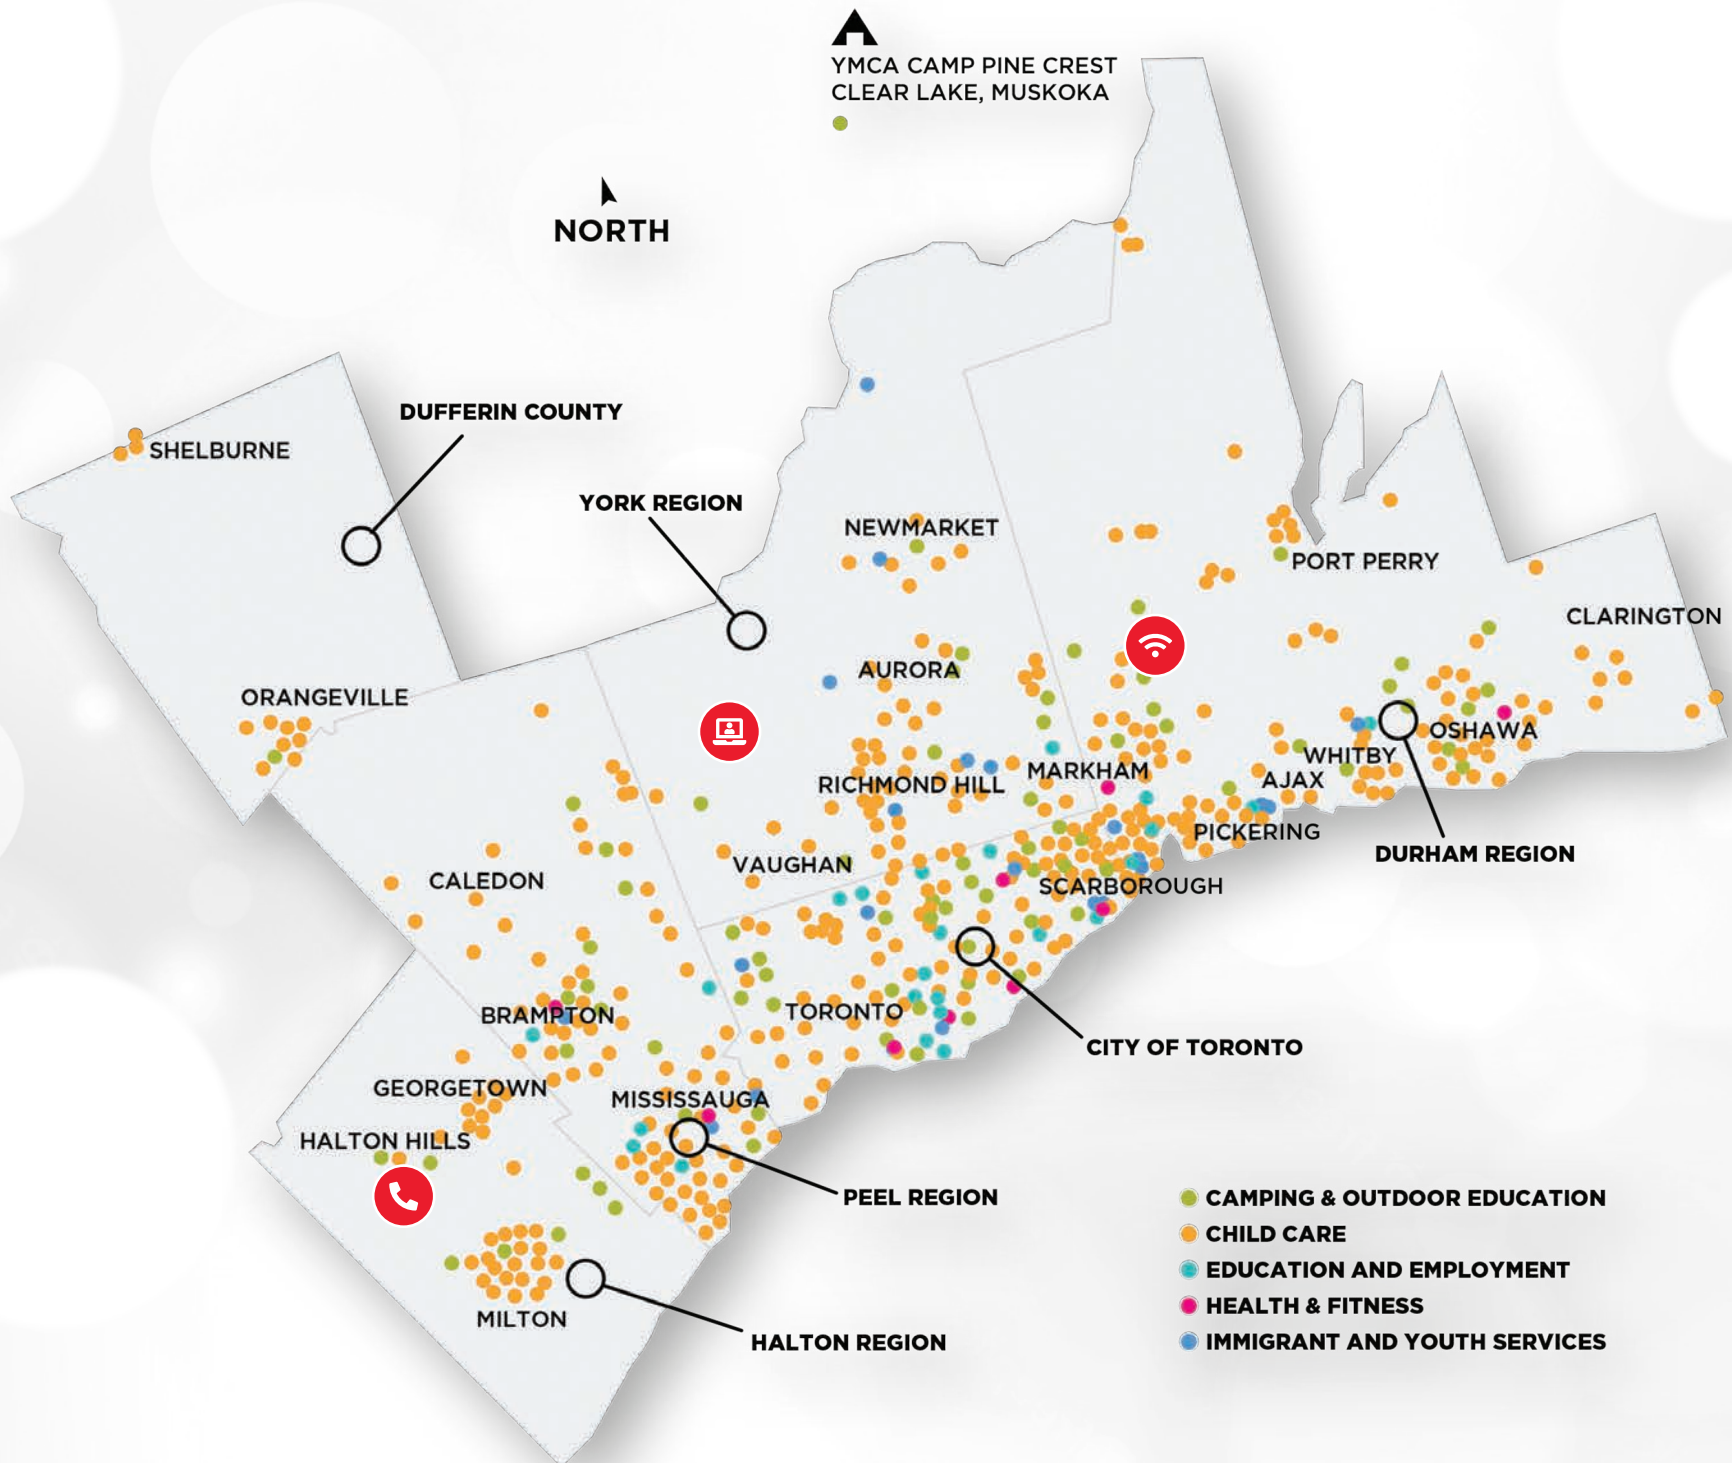 YMCA CAMP PINE CREST
CLEAR LAKE, MUSKOKA
NORTH
DUFFERIN COUNTY
SHELBURNE
YORK REGION
NEWMARKET
PORT PERRY
CLARINGTON
AURORA
ORANGEVILLE
OSHAWA
WHITBY
MARKHAM
AJAX
RICHMOND HILL
PICKERING
DURHAM REGION
VAUGHAN
CALEDON
SCARBOROUGH
TORONTO
BRAMPTON
CITY OF TORONTO
GEORGETOWN
MISSISSAUGA
HALTON HILLS
PEEL REGION
MILTON
HALTON REGION
CAMPING & OUTDOOR EDUCATION
CHILD CARE
EDUCATION AND EMPLOYMENT
HEALTH & FITNESS
IMMIGRANT AND YOUTH SERVICES